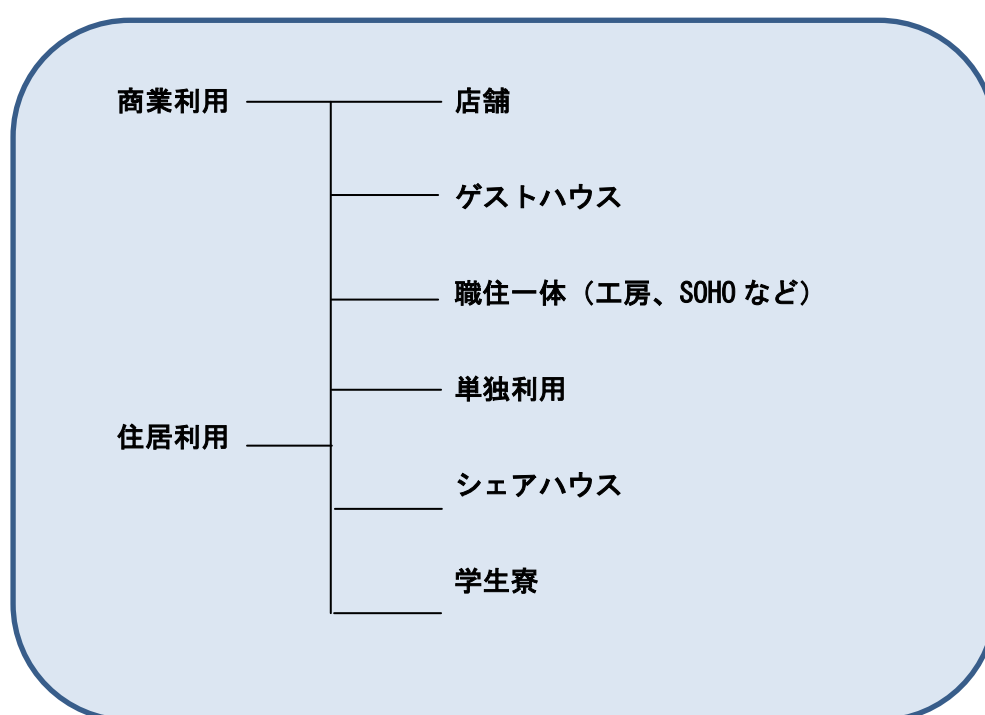 商業利用 店舗
ゲストハウス
職住一体（工房、SOHO など）
単独利用
住居利用
シェアハウス
学生寮